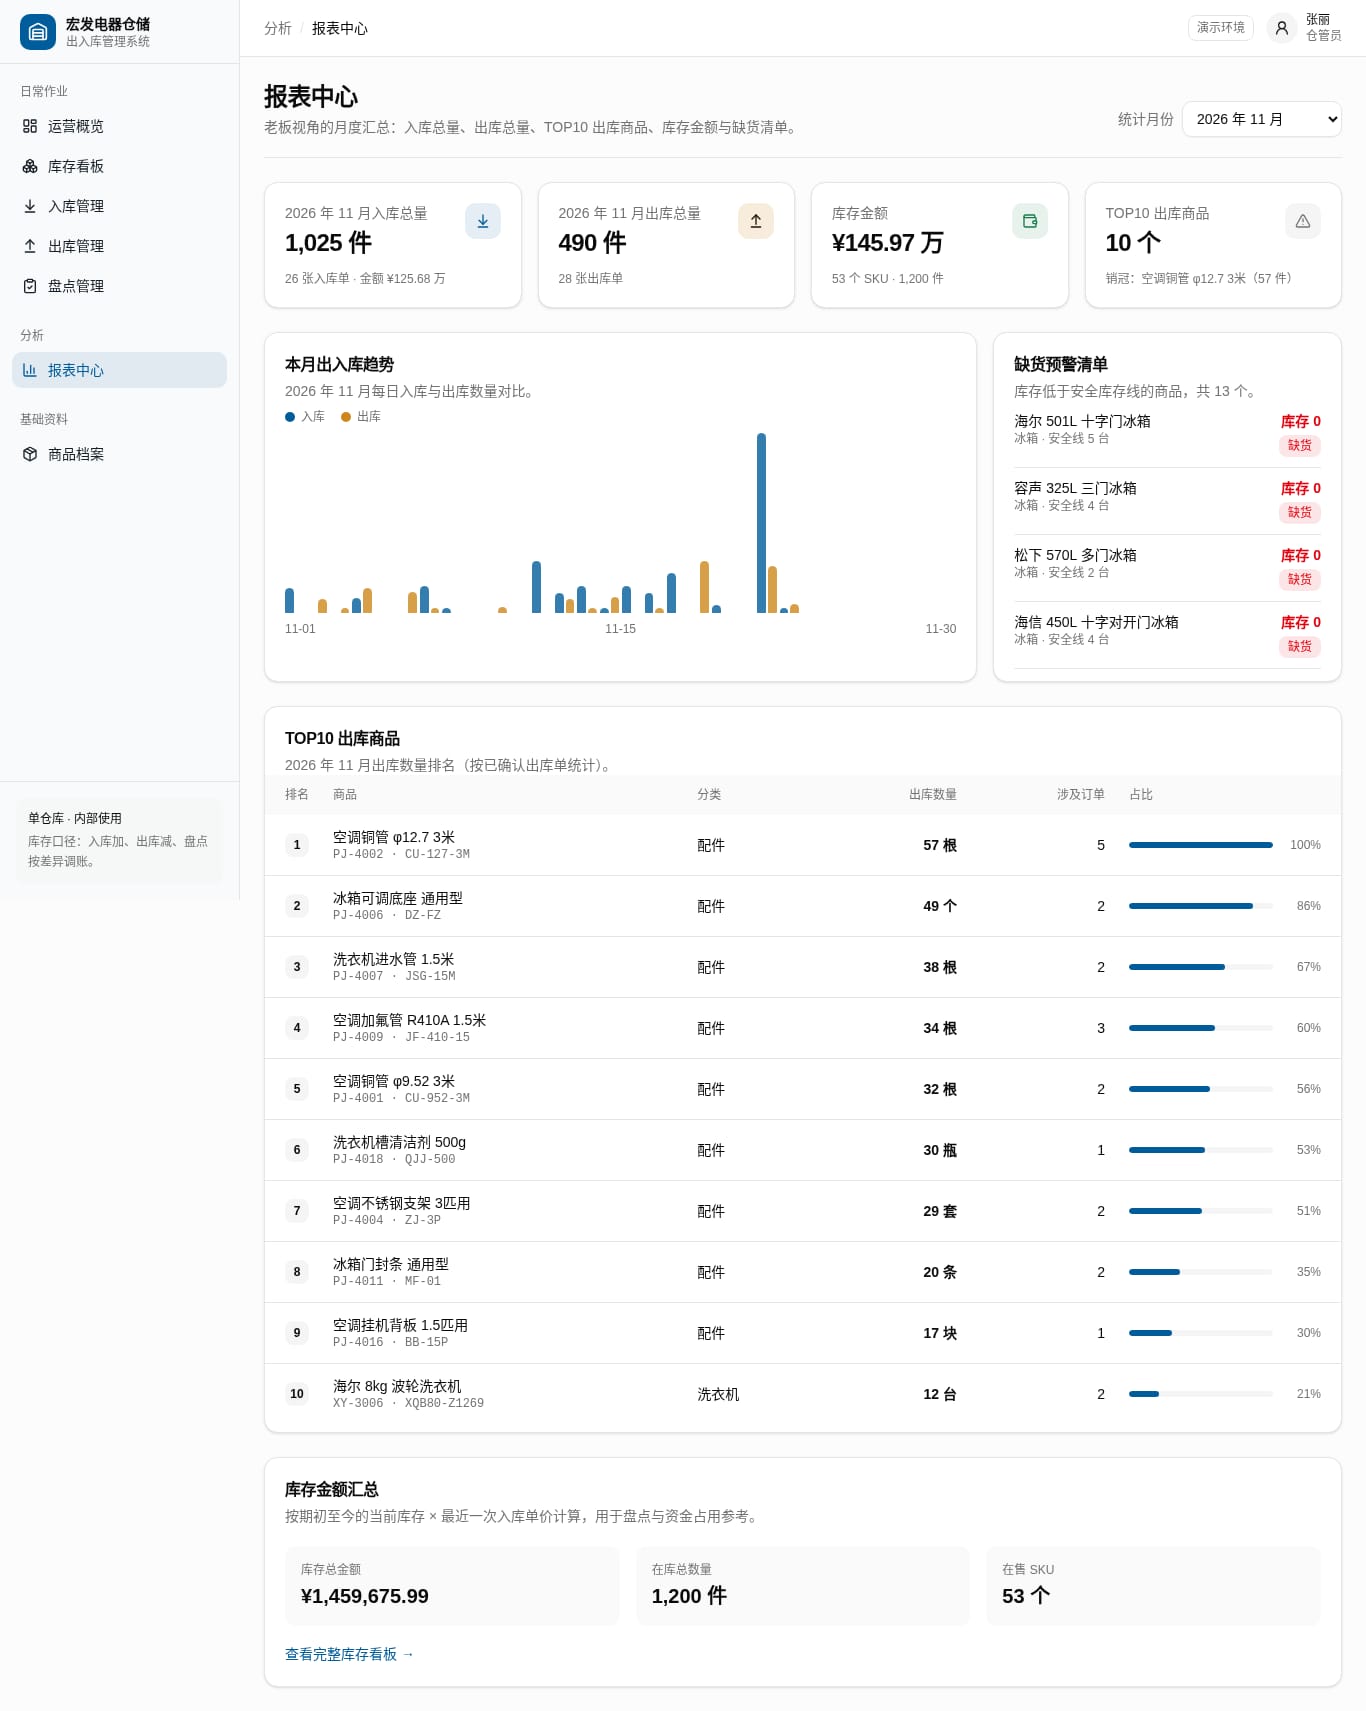 宏发电器仓储
出入库管理系统
日常作业
运营概览
库存看板
入库管理
出库管理
盘点管理
分析
报表中心
基础资料
商品档案
单仓库 · 内部使用
库存口径：入库加、出库减、盘点
按差异调账。
分析 / 报表中心
演示环境
张丽
仓管员
报表中心
老板视角的月度汇总：入库总量、出库总量、TOP10 出库商品、库存金额与缺货清单。
统计月份
2026 年 11 月
2026 年 11 月入库总量
1,025 件
26 张入库单 · 金额 ¥125.68 万
2026 年 11 月出库总量
490 件
28 张出库单
库存金额
¥145.97 万
53 个 SKU · 1,200 件
TOP10 出库商品
10 个
销冠：空调铜管 φ12.7 3米（57 件）
本月出入库趋势
2026 年 11 月每日入库与出库数量对比。
入库 出库
11-01 11-15 11-30
缺货预警清单
库存低于安全库存线的商品，共 13 个。
海尔 501L 十字门冰箱 库存 0
冰箱 · 安全线 5 台 缺货
容声 325L 三门冰箱 库存 0
冰箱 · 安全线 4 台 缺货
松下 570L 多门冰箱 库存 0
冰箱 · 安全线 2 台 缺货
海信 450L 十字对开门冰箱 库存 0
冰箱 · 安全线 4 台 缺货
TOP10 出库商品
2026 年 11 月出库数量排名（按已确认出库单统计）。
排名 商品 分类 出库数量 涉及订单 占比
1 空调铜管 φ12.7 3米 配件 57 根 5 100%
PJ-4002 · CU-127-3M
2 冰箱可调底座 通用型 配件 49 个 2 86%
PJ-4006 · DZ-FZ
3 洗衣机进水管 1.5米 配件 38 根 2 67%
PJ-4007 · JSG-15M
4 空调加氟管 R410A 1.5米 配件 34 根 3 60%
PJ-4009 · JF-410-15
5 空调铜管 φ9.52 3米 配件 32 根 2 56%
PJ-4001 · CU-952-3M
6 洗衣机槽清洁剂 500g 配件 30 瓶 1 53%
PJ-4018 · QJJ-500
7 空调不锈钢支架 3匹用 配件 29 套 2 51%
PJ-4004 · ZJ-3P
8 冰箱门封条 通用型 配件 20 条 2 35%
PJ-4011 · MF-01
9 空调挂机背板 1.5匹用 配件 17 块 1 30%
PJ-4016 · BB-15P
10 海尔 8kg 波轮洗衣机 洗衣机 12 台 2 21%
XY-3006 · XQB80-Z1269
库存金额汇总
按期初至今的当前库存 × 最近一次入库单价计算，用于盘点与资金占用参考。
库存总金额
¥1,459,675.99
在库总数量
1,200 件
在售 SKU
53 个
查看完整库存看板 →